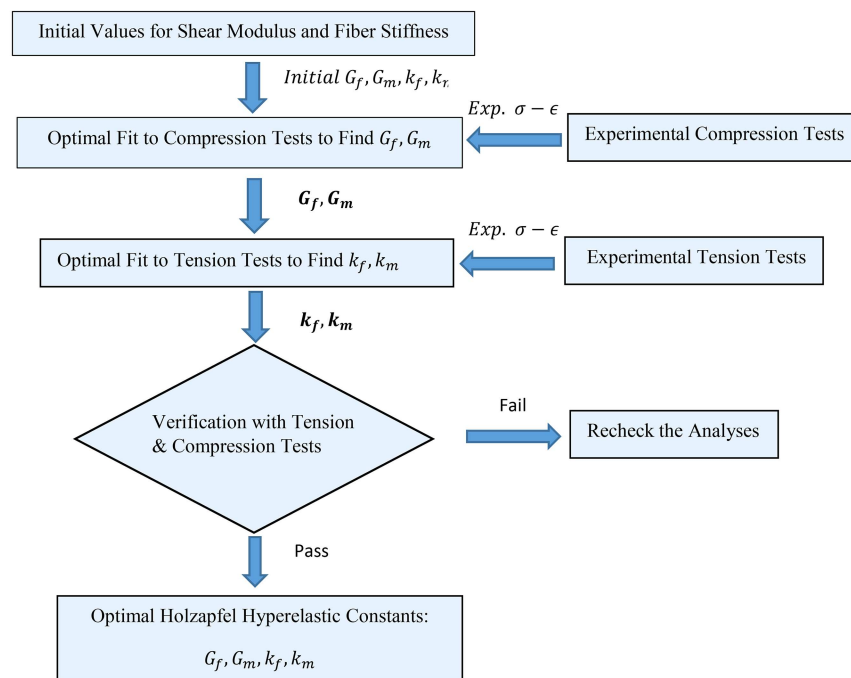 Initial Values for Shear Modulus and Fiber Stiffness
Initial G_f, G_m, k_f,
Exp. σ − ϵ
Optimal Fit to Compression Tests to Find G_f, G_m
Experimental Compression Tests
G_f, G_m
Exp. σ − ϵ
Optimal Fit to Tension Tests to Find k_f, k_m
Experimental Tension Tests
k_f, k_m
Verification with Tension
& Compression Tests
Fail
Recheck the Analyses
Pass
Optimal Holzapfel Hyperelastic Constants:
G_f, G_m, k_f, k_m